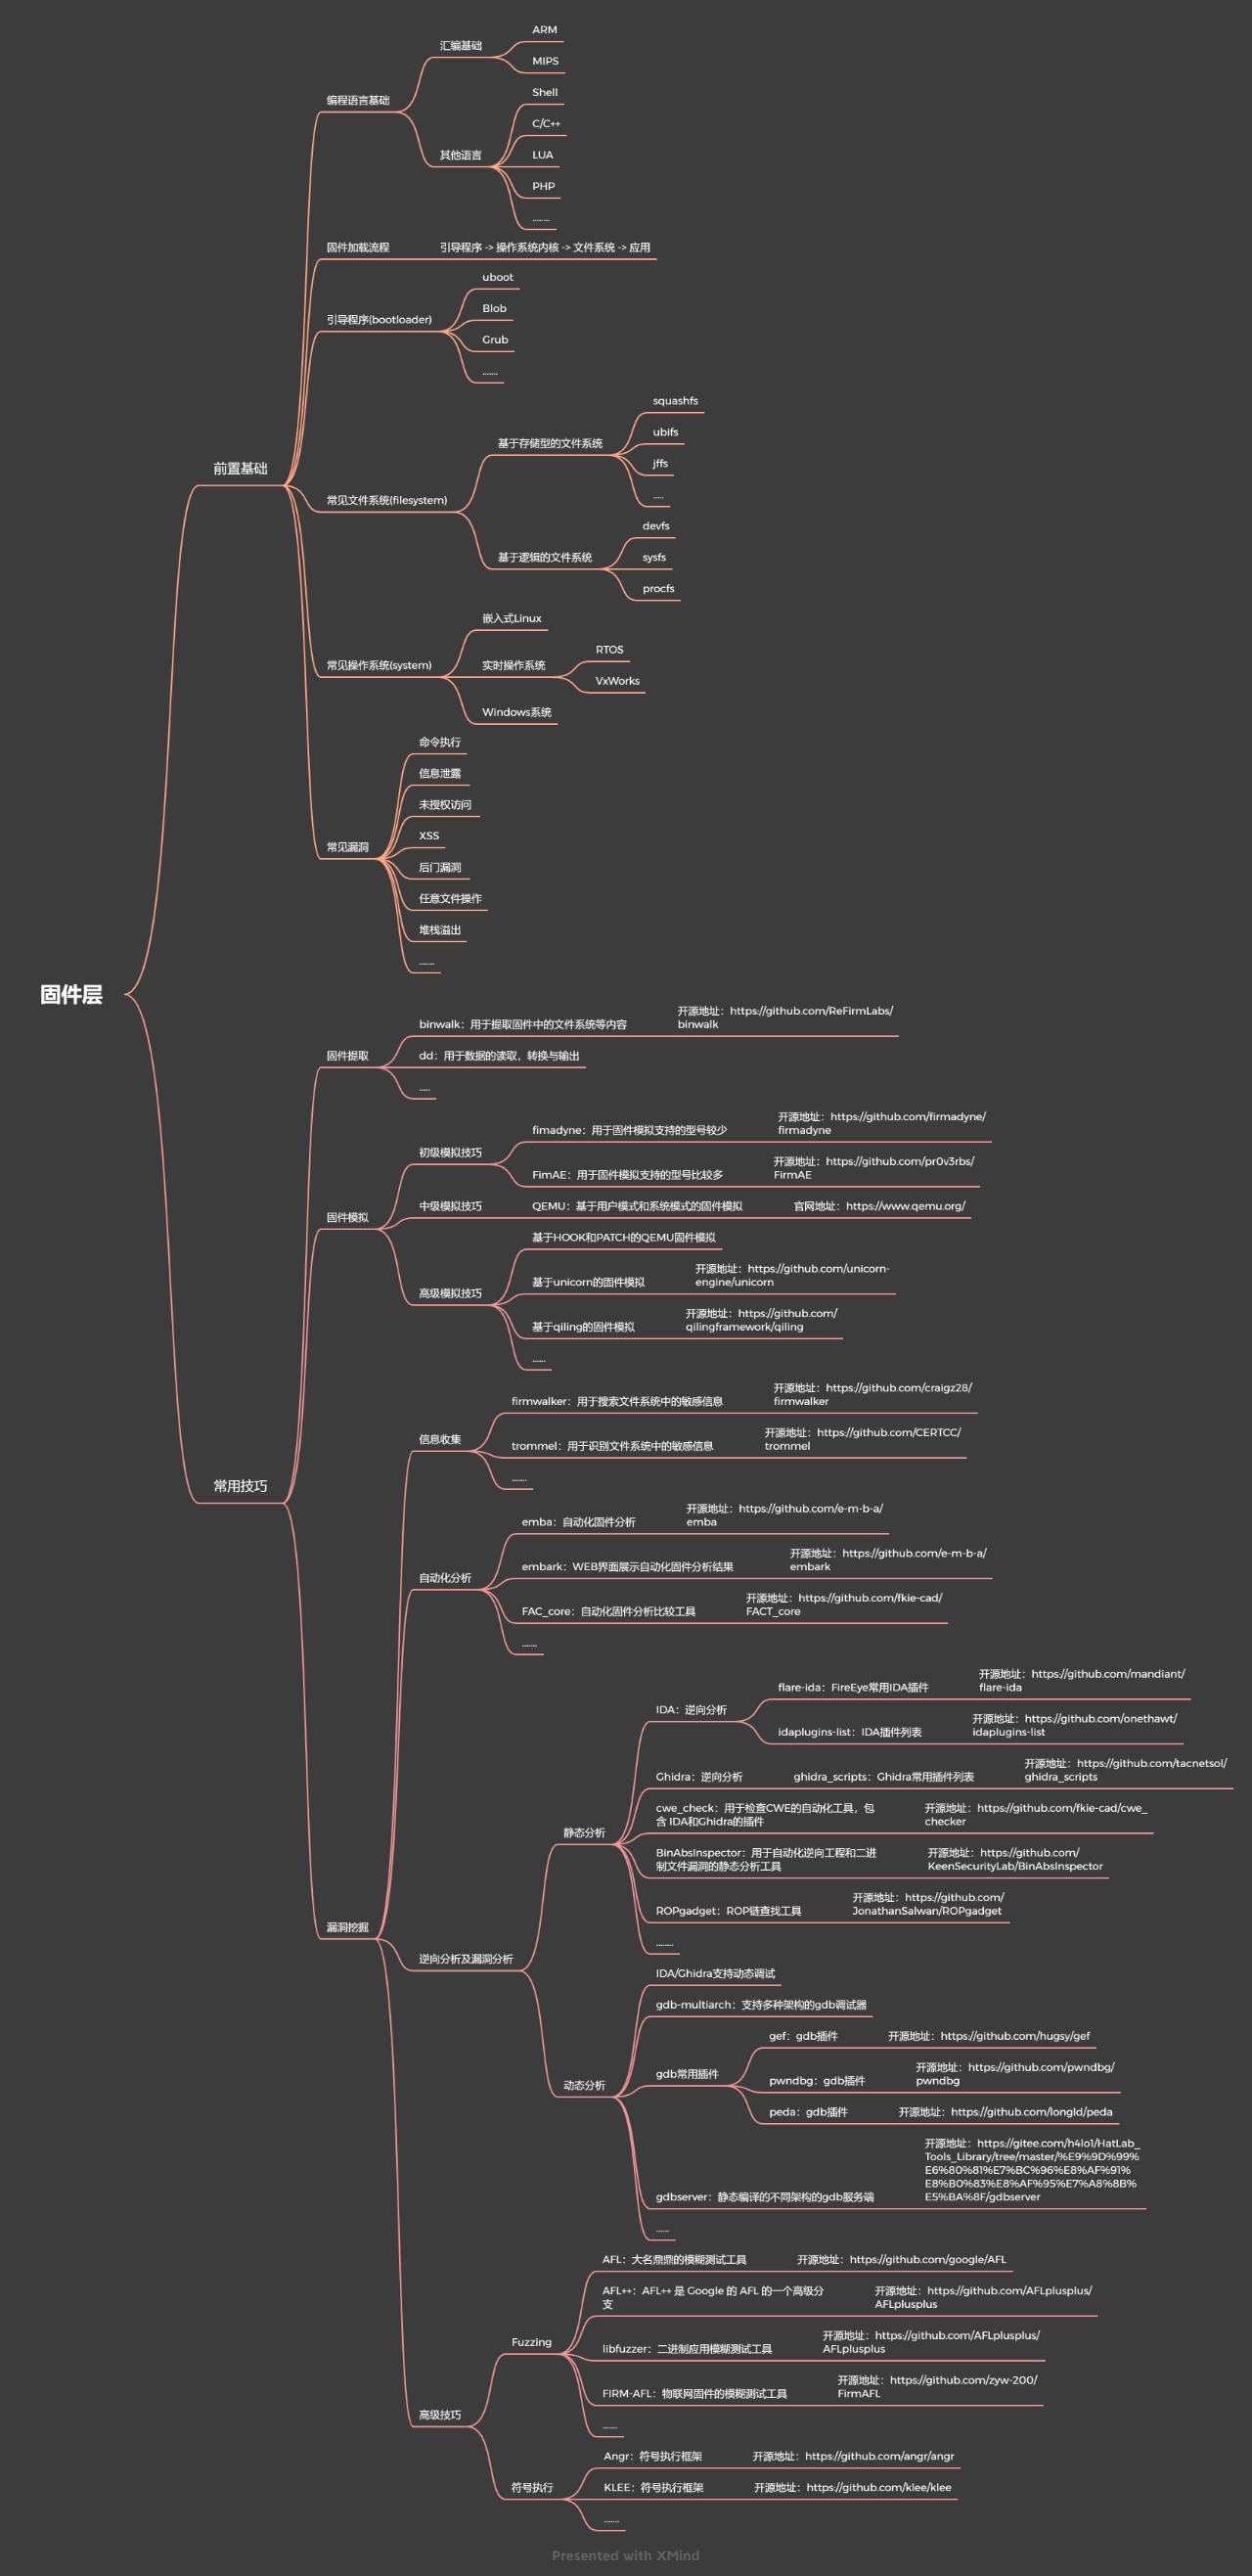 固件层
前置基础
编程语言基础
汇编基础
ARM
MIPS
其他语言
Shell
C/C++
LUA
PHP
........
固件加载流程
引导程序 -> 操作系统内核 -> 文件系统 -> 应用
引导程序(bootloader)
uboot
Blob
Grub
.......
常见文件系统(filesystem)
基于存储型的文件系统
squashfs
ubifs
jffs
.....
基于逻辑的文件系统
devfs
sysfs
procfs
常见操作系统(system)
嵌入式Linux
实时操作系统
RTOS
VxWorks
Windows系统
常见漏洞
命令执行
信息泄露
未授权访问
XSS
后门漏洞
任意文件操作
堆栈溢出
.......
常用技巧
固件提取
binwalk：用于提取固件中的文件系统等内容
开源地址：https://github.com/ReFirmLabs/
binwalk
dd：用于数据的读取，转换与输出
.....
固件模拟
初级模拟技巧
fimadyne：用于固件模拟支持的型号较少
开源地址：https://github.com/firmadyne/
firmadyne
FimAE：用于固件模拟支持的型号比较多
开源地址：https://github.com/pr0v3rbs/
FirmAE
中级模拟技巧
QEMU：基于用户模式和系统模式的固件模拟
官网地址：https://www.qemu.org/
高级模拟技巧
基于HOOK和PATCH的QEMU固件模拟
基于unicorn的固件模拟
开源地址：https://github.com/unicorn-
engine/unicorn
基于qiling的固件模拟
开源地址：https://github.com/
qilingframework/qiling
......
漏洞挖掘
信息收集
firmwalker：用于搜索文件系统中的敏感信息
开源地址：https://github.com/craigz28/
firmwalker
trommel：用于识别文件系统中的敏感信息
开源地址：https://github.com/CERTCC/
trommel
.......
自动化分析
emba：自动化固件分析
开源地址：https://github.com/e-m-b-a/
emba
embark：WEB界面展示自动化固件分析结果
开源地址：https://github.com/e-m-b-a/
embark
FAC_core：自动化固件分析比较工具
开源地址：https://github.com/fkie-cad/
FACT_core
.......
逆向分析及漏洞分析
静态分析
IDA：逆向分析
flare-ida：FireEye常用IDA插件
开源地址：https://github.com/mandiant/
flare-ida
idaplugins-list：IDA插件列表
开源地址：https://github.com/onethawt/
idaplugins-list
Ghidra：逆向分析
ghidra_scripts：Ghidra常用插件列表
开源地址：https://github.com/tacnetsol/
ghidra_scripts
cwe_check：用于检查CWE的自动化工具，包
含 IDA和Ghidra的插件
开源地址：https://github.com/fkie-cad/cwe_
checker
BinAbsInspector：用于自动化逆向工程和二进
制文件漏洞的静态分析工具
开源地址：https://github.com/
KeenSecurityLab/BinAbsInspector
ROPgadget：ROP链查找工具
开源地址：https://github.com/
JonathanSalwan/ROPgadget
........
动态分析
IDA/Ghidra支持动态调试
gdb-multiarch：支持多种架构的gdb调试器
gdb常用插件
gef：gdb插件
开源地址：https://github.com/hugsy/gef
pwndbg：gdb插件
开源地址：https://github.com/pwndbg/
pwndbg
peda：gdb插件
开源地址：https://github.com/longld/peda
gdbserver：静态编译的不同架构的gdb服务端
开源地址：https://gitee.com/h4lo1/HatLab_
Tools_Library/tree/master/%E9%9D%99%
E6%80%81%E7%BC%96%E8%AF%91%
E8%B0%83%E8%AF%95%E7%A8%8B%
E5%BA%8F/gdbserver
......
高级技巧
Fuzzing
AFL：大名鼎鼎的模糊测试工具
开源地址：https://github.com/google/AFL
AFL++：AFL++ 是 Google 的 AFL 的一个高级分
支
开源地址：https://github.com/AFLplusplus/
AFLplusplus
libfuzzer：二进制应用模糊测试工具
开源地址：https://github.com/AFLplusplus/
AFLplusplus
FIRM-AFL：物联网固件的模糊测试工具
开源地址：https://github.com/zyw-200/
FirmAFL
.......
符号执行
Angr：符号执行框架
开源地址：https://github.com/angr/angr
KLEE：符号执行框架
开源地址：https://github.com/klee/klee
.......
Presented with XMind